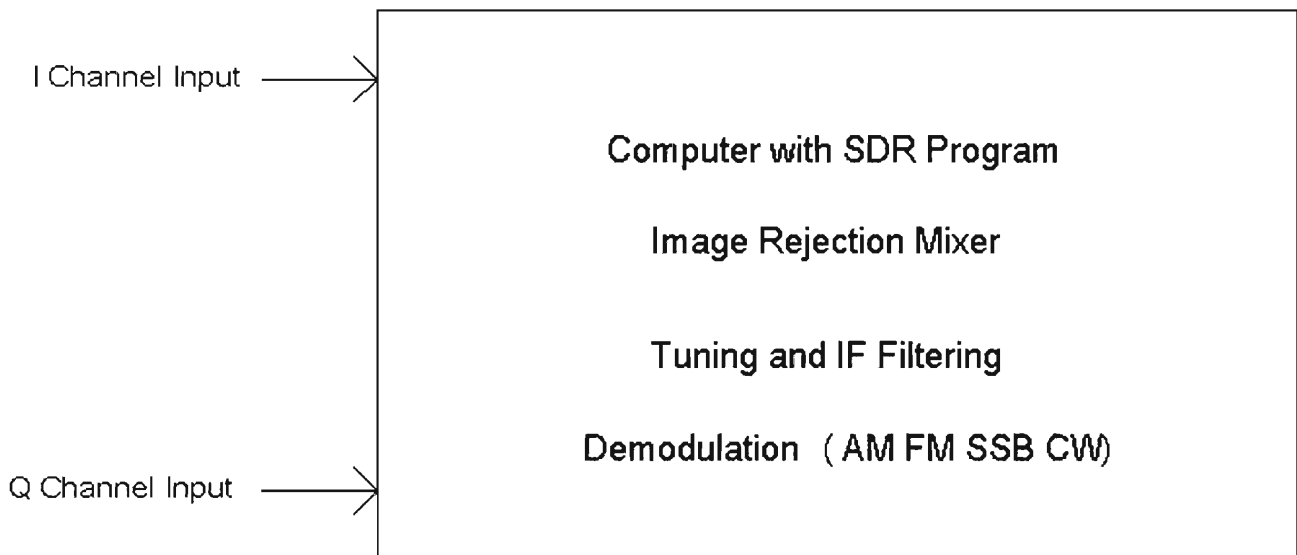 I Channel Input
Computer with SDR Program
Image Rejection Mixer
Tuning and IF Filtering
Demodulation ( AM FM SSB CW)
Q Channel Input